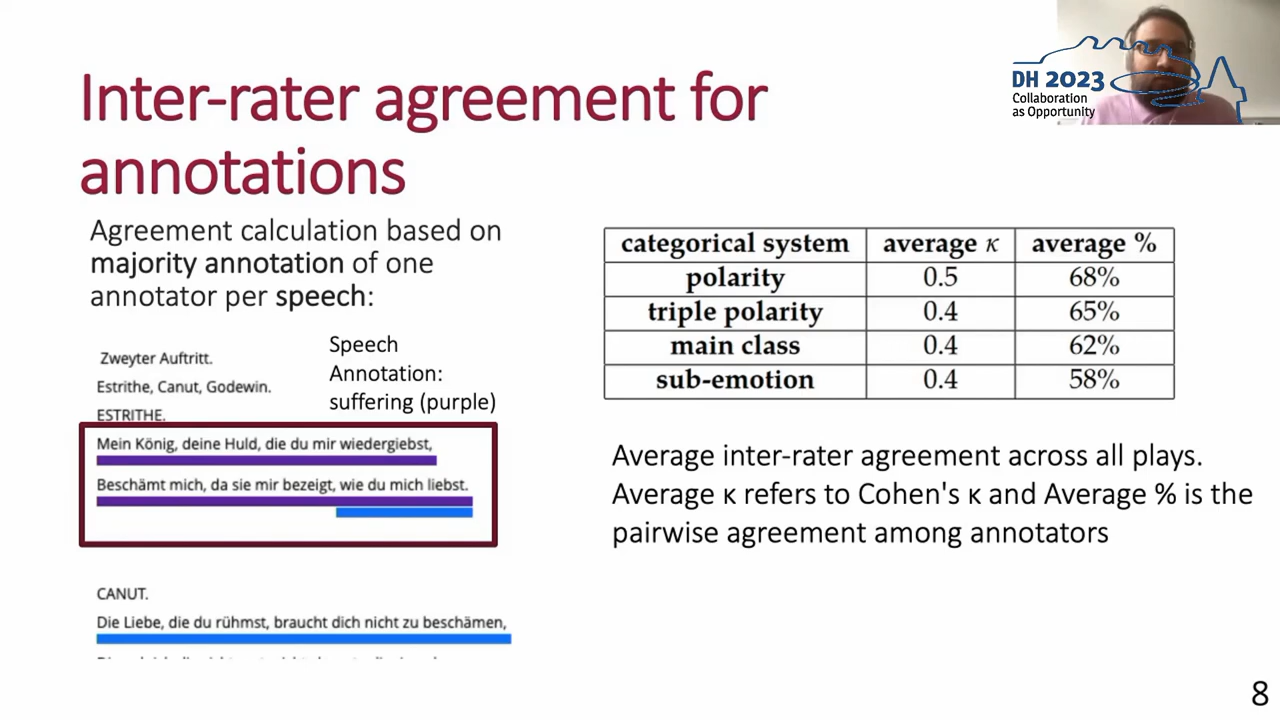 DH 2023
Collaboration
as Opportunity
Inter-rater agreement for
annotations
Agreement calculation based on
majority annotation of one
annotator per speech:
Zweyter Auftritt.
Estrithe, Canut, Godewin.
ESTRITHE.
Speech
Annotation:
suffering (purple)
Mein König, deine Huld, die du mir wiedergiebst,
Beschämt mich, da sie mir bezeigt, wie du mich liebst.
CANUT.
Die Liebe, die du rühmst, braucht dich nicht zu beschämen,
categorical system average κ average %
polarity 0.5 68%
triple polarity 0.4 65%
main class 0.4 62%
sub-emotion 0.4 58%
Average inter-rater agreement across all plays.
Average κ refers to Cohen's κ and Average % is the
pairwise agreement among annotators
8